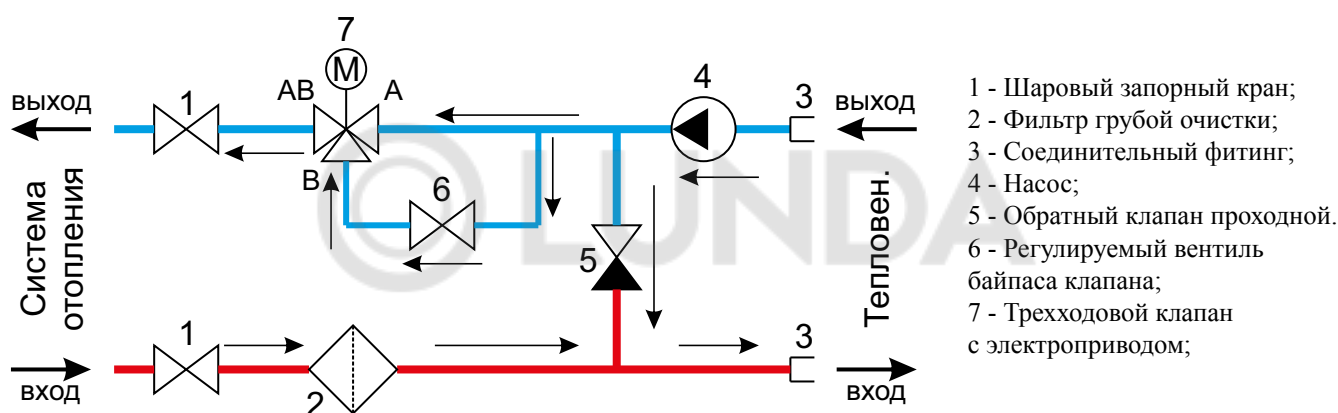 7
M
AB
A
B
1
4
3
выход
выход
6
5
LUNDA
Система
отопления
Тепловен.
1
2
3
вход
вход
1 - Шаровый запорный кран;
2 - Фильтр грубой очистки;
3 - Соединительный фитинг;
4 - Насос;
5 - Обратный клапан проходной.
6 - Регулируемый вентиль
байпаса клапана;
7 - Трехходовой клапан
с электроприводом;